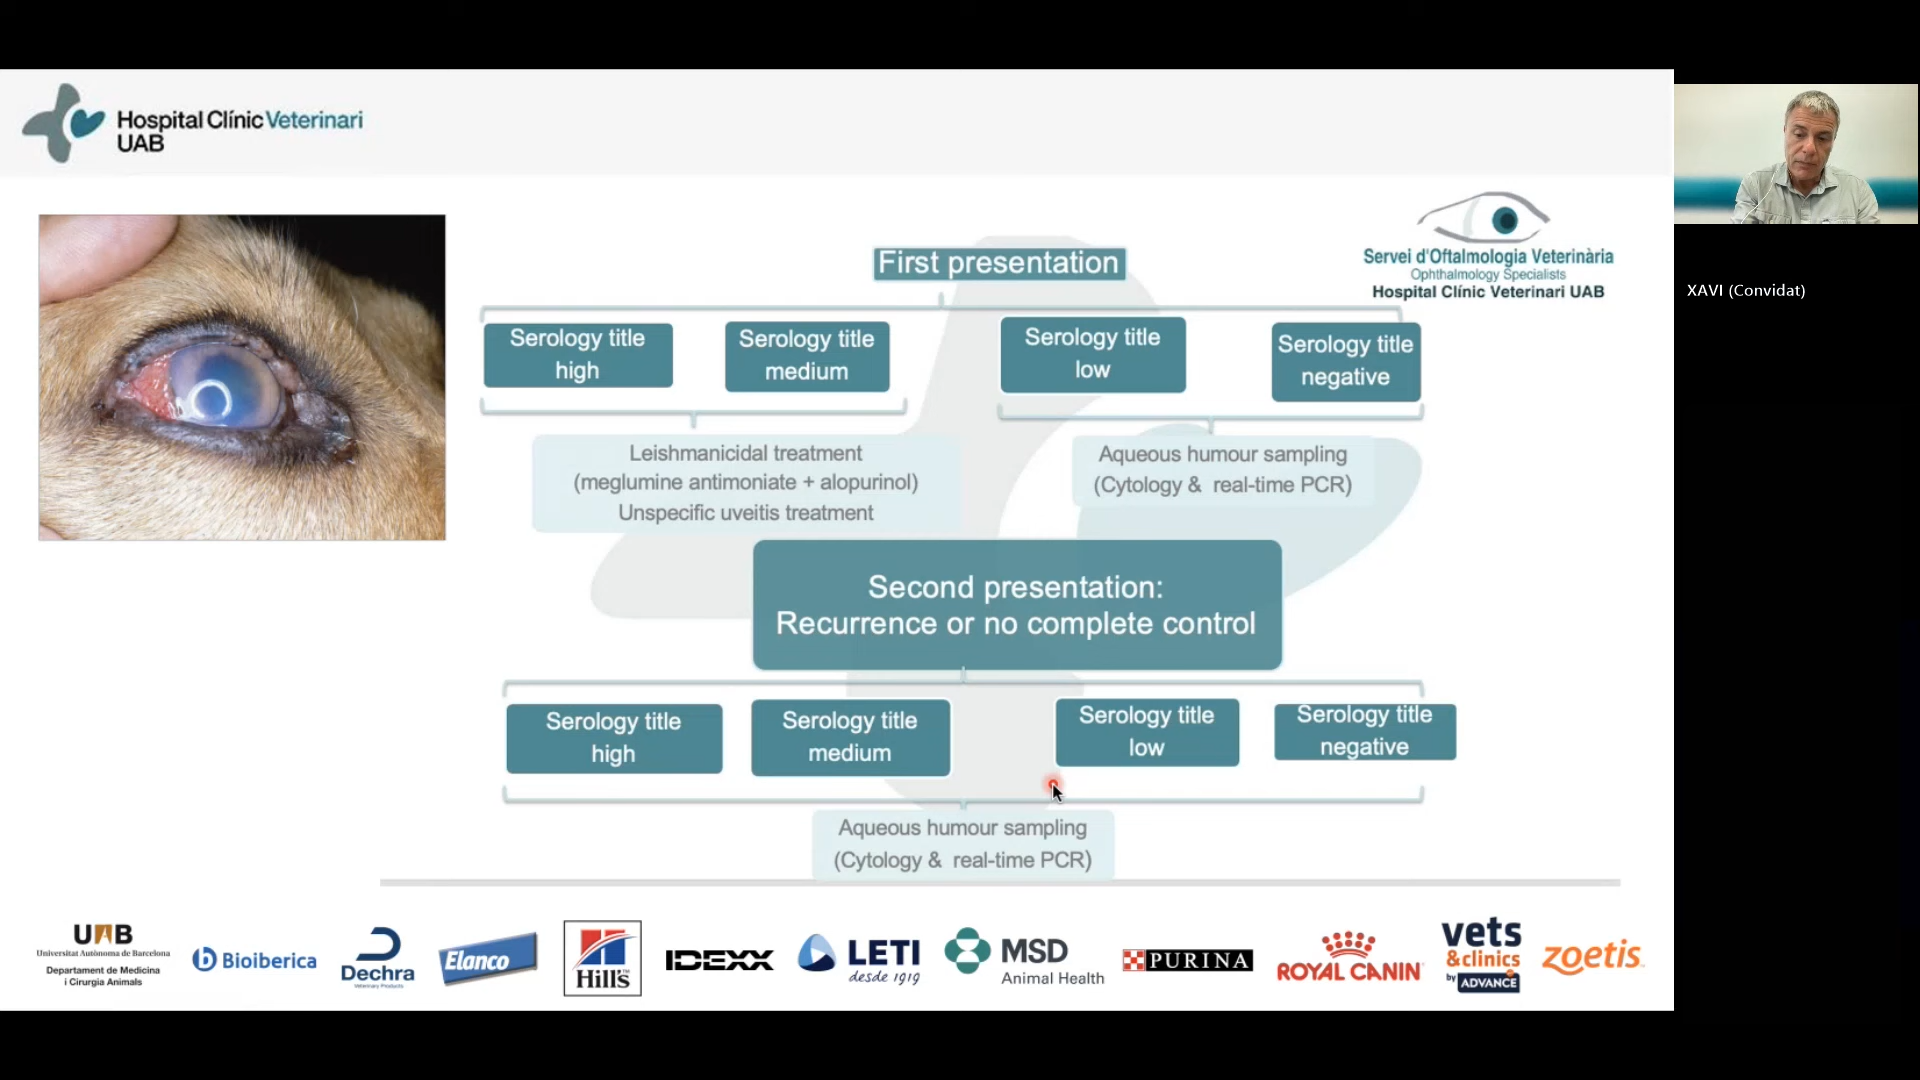 Hospital Clínic Veterinari
UAB
Servei d'Oftalmologia Veterinària
Ophthalmology Specialists
Hospital Clínic Veterinari UAB
XAVI (Convidat)
First presentation
Serology title
high
Serology title
medium
Serology title
low
Serology title
negative
Leishmanicidal treatment
(meglumine antimoniate + alopurinol)
Unspecific uveitis treatment
Aqueous humour sampling
(Cytology & real-time PCR)
Second presentation:
Recurrence or no complete control
Serology title
high
Serology title
medium
Serology title
low
Serology title
negative
Aqueous humour sampling
(Cytology & real-time PCR)
UAB
Universitat Autònoma de Barcelona
Departament de Medicina
i Cirurgia Animals
b Bioiberica
Dechra
Veterinary Products
Elanco
Hill's
IDEXX
LETI
desde 1919
MSD
Animal Health
PURINA
ROYAL CANIN
vets
&clinics
by ADVANCE
zoetis